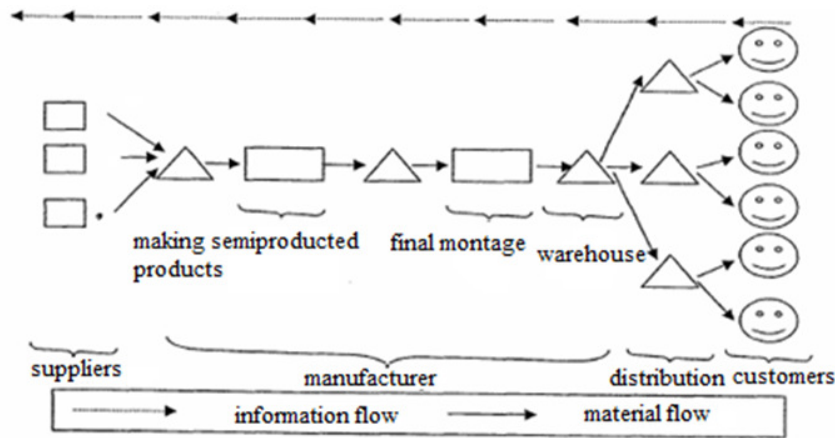 making semiproducted
products
final montage
warehouse
suppliers
manufacturer
distribution
customers
information flow
material flow